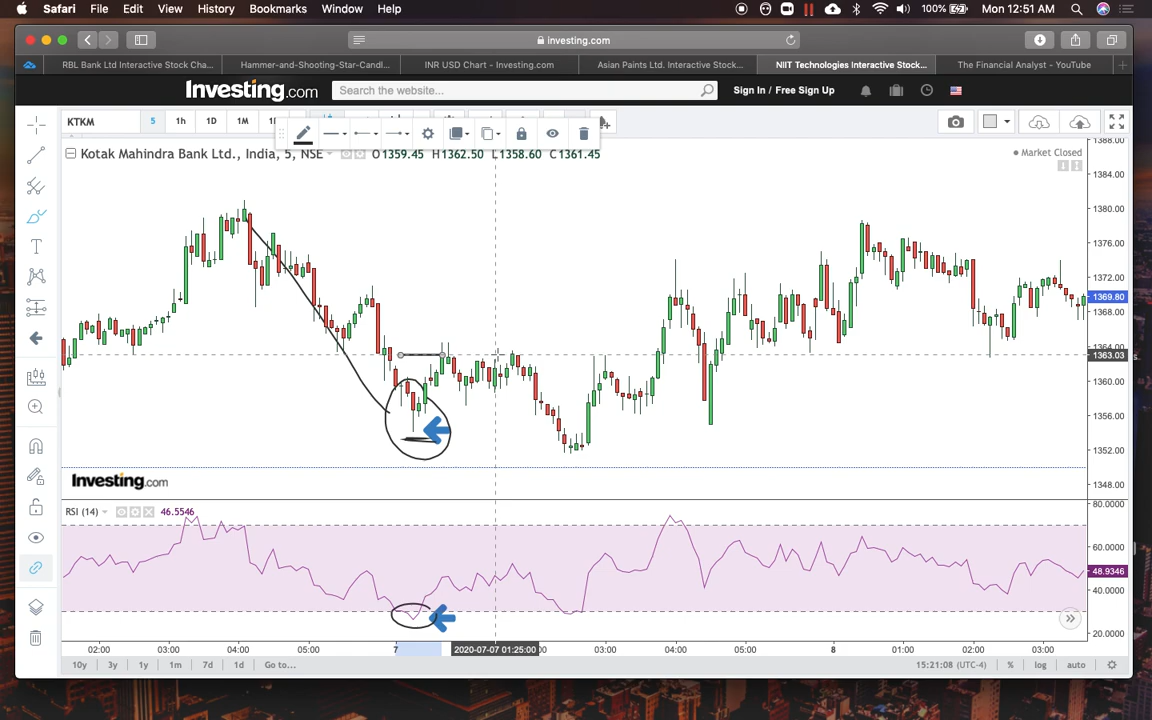 Safari File Edit View History Bookmarks Window Help 100% Mon 12:51 AM
investing.com
RBL Bank Ltd Interactive Stock Cha... Hammer-and-Shooting-Star-Candl... INR USD Chart - Investing.com Asian Paints Ltd. Interactive Stock... NIIT Technologies Interactive Stock... The Financial Analyst - YouTube
Investing.com Search the website... Sign In / Free Sign Up
KTKM 5 1h 1D 1M
Kotak Mahindra Bank Ltd., India, 5, NSE O1359.45 H1362.50 L1358.60 C1361.45 Market Closed
1388.00
1384.00
1380.00
1376.00
1372.00
1369.80
1368.00
1364.00
1363.03
1360.00
1356.00
1352.00
1348.00
Investing.com
RSI (14) 46.5546
80.0000
60.0000
48.9346
40.0000
20.0000
02:00 03:00 04:00 05:00 7 2020-07-07 01:25:00 03:00 04:00 05:00 8 01:00 02:00 03:00
10y 3y 1y 1m 7d 1d Go to... 15:21:08 (UTC-4) % log auto